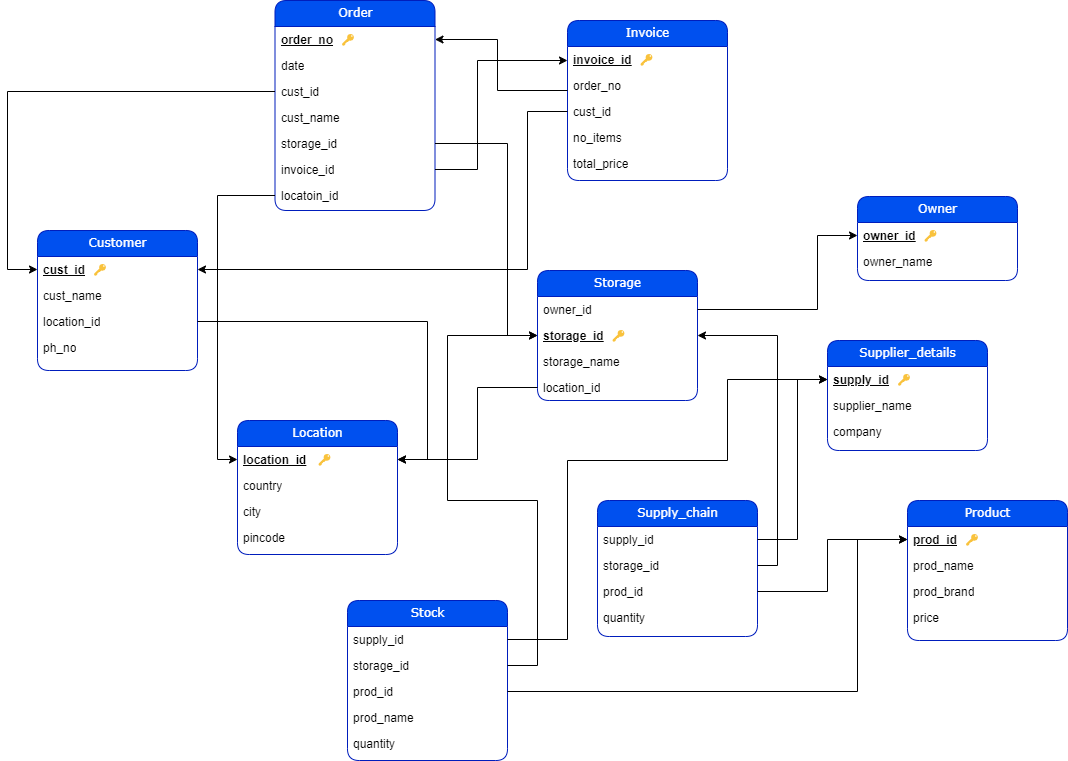 Order
order_no
date
cust_id
cust_name
storage_id
invoice_id
locatoin_id
Invoice
invoice_id
order_no
cust_id
no_items
total_price
Owner
owner_id
owner_name
Customer
cust_id
cust_name
location_id
ph_no
Storage
owner_id
storage_id
storage_name
location_id
Supplier_details
supply_id
supplier_name
company
Location
location_id
country
city
pincode
Supply_chain
supply_id
storage_id
prod_id
quantity
Product
prod_id
prod_name
prod_brand
price
Stock
supply_id
storage_id
prod_id
prod_name
quantity